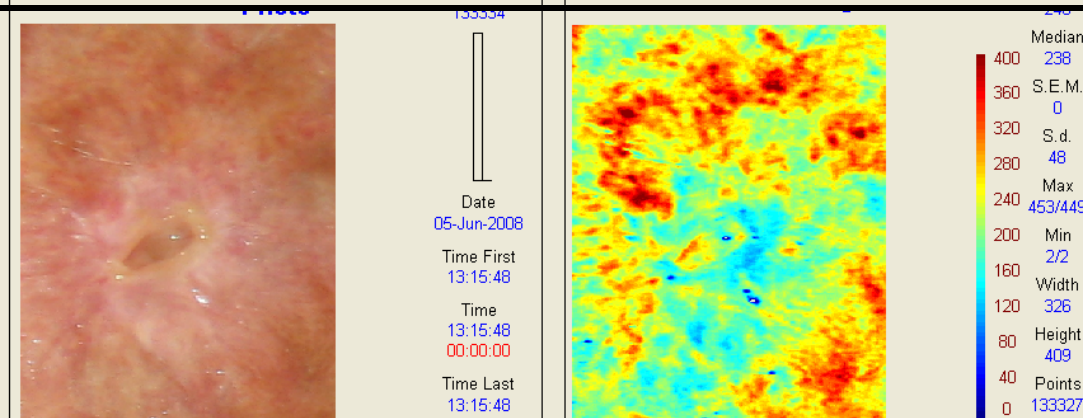 Photo
133334
Date
05-Jun-2008
Time First
13:15:48
Time
13:15:48
00:00:00
Time Last
13:15:48
400
360
320
280
240
200
160
120
80
40
0
Median
238
S.E.M.
0
S.d.
48
Max
453/449
Min
2/2
Width
326
Height
409
Points
133327